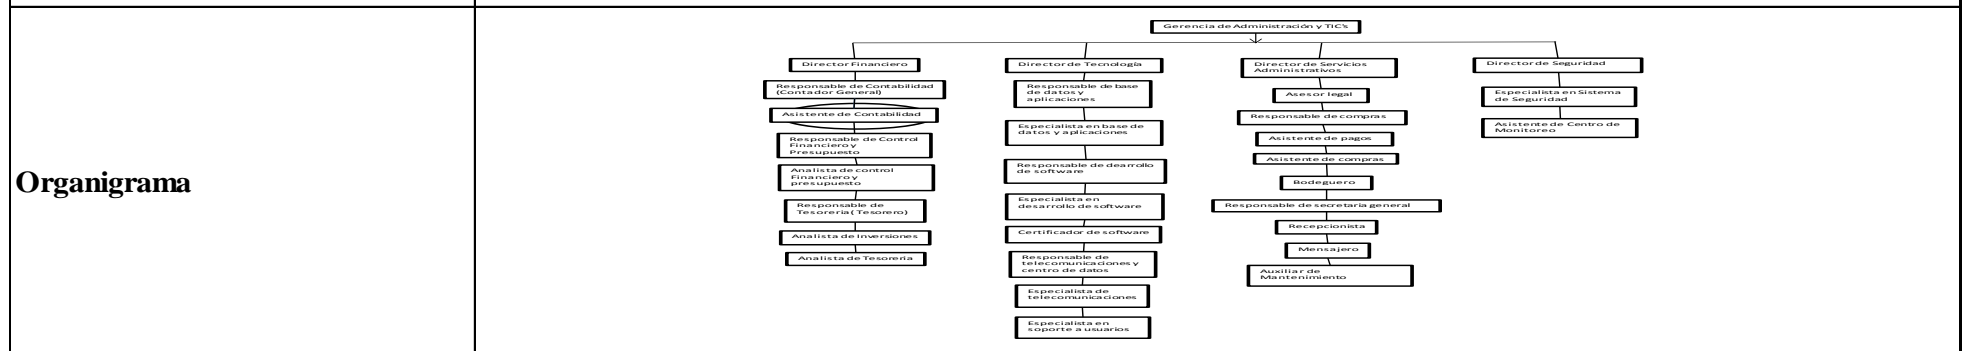 Organigrama
Gerencia de Administración y TIC's
Director Financiero
Responsable de Contabilidad
(Contador General)
Asistente de Contabilidad
Responsable de Control
Financiero y
Presupuesto
Analista de control
Financiero y
presupuesto
Responsable de
Tesoreria ( Tesorero)
Analista de Inversiones
Analista de Tesorería
Director de Tecnología
Responsable de base
de datos y
aplicaciones
Especialista en base de
datos y aplicaciones
Responsable de dearrollo
de software
Especialista en
desarrollo de software
Certificador de software
Responsable de
telecomunicaciones y
centro de datos
Especialista de
telecomunicaciones
Especialista en
soporte a usuarios
Director de Servicios
Administrativos
Asesor legal
Responsable de compras
Asistente de pagos
Asistente de compras
Bodeguero
Responsable de secretaria general
Recepcionista
Mensajero
Auxiliar de
Mantenimiento
Director de Seguridad
Especialista en Sistema
de Seguridad
Asistente de Centro de
Monitoreo